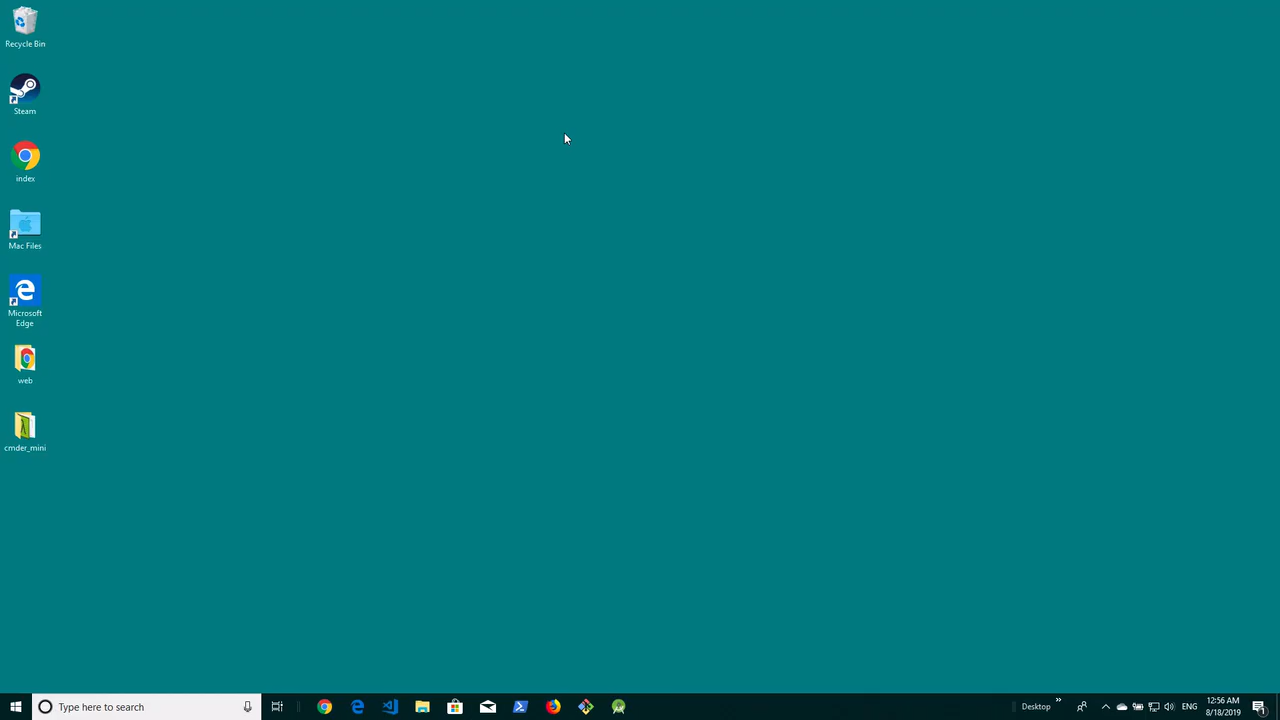 Recycle Bin
Steam
index
Mac Files
Microsoft
Edge
web
cmder_mini
Type here to search
Desktop
ENG
12:56 AM
8/18/2019
1